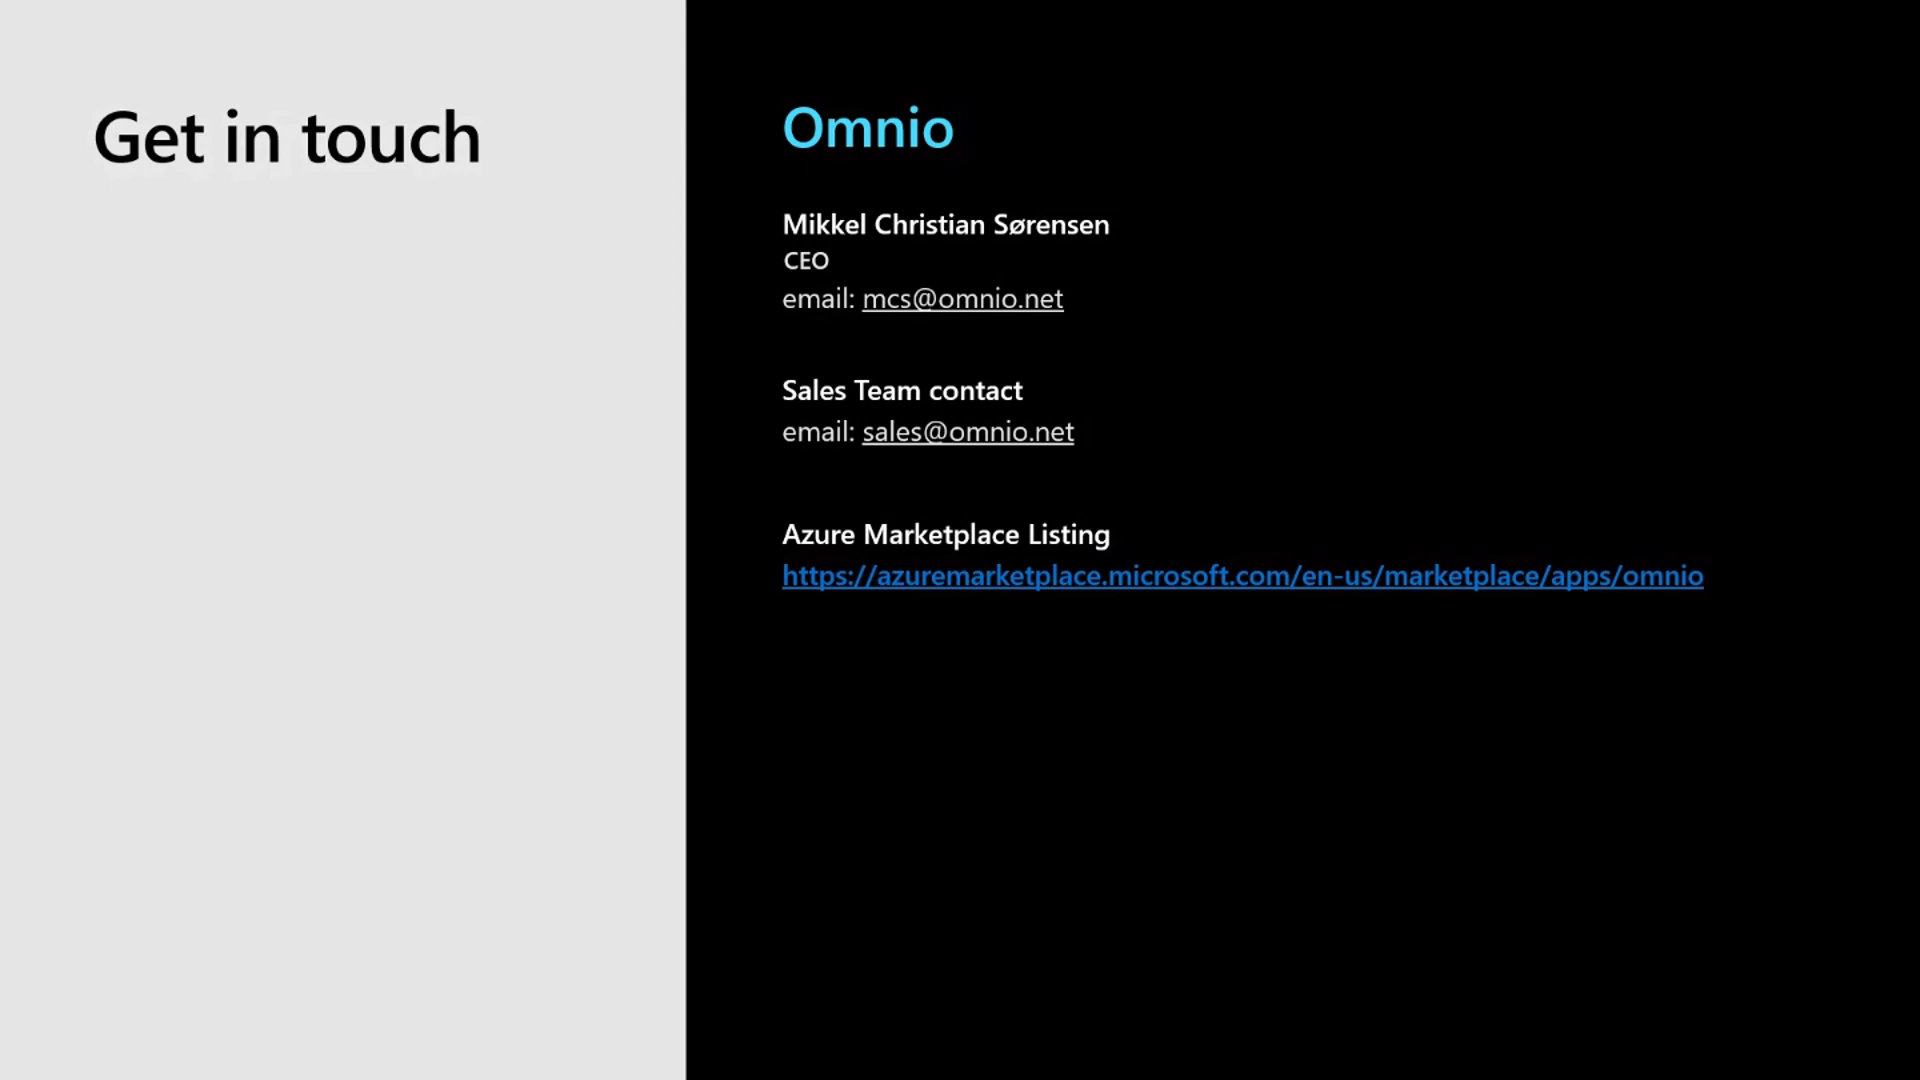 Get in touch
Omnio
Mikkel Christian Sørensen
CEO
email: mcs@omnio.net
Sales Team contact
email: sales@omnio.net
Azure Marketplace Listing
https://azuremarketplace.microsoft.com/en-us/marketplace/apps/omnio